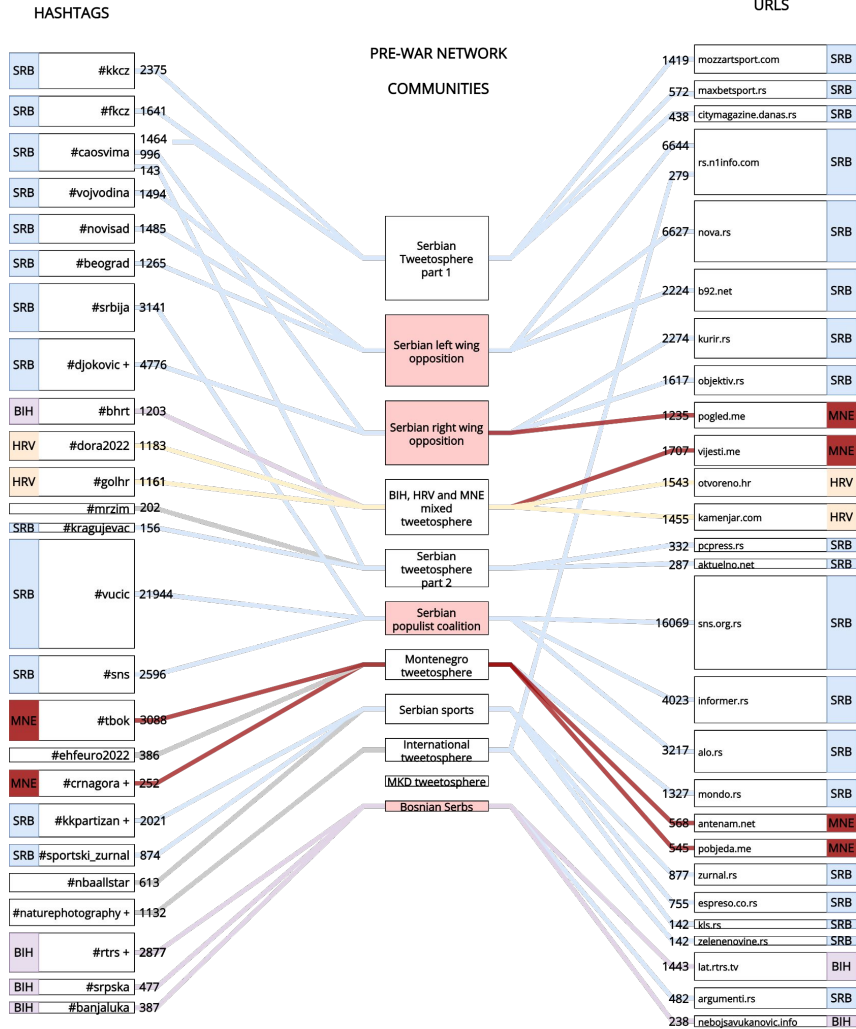 HASHTAGS
URLS
PRE-WAR NETWORK
COMMUNITIES
SRB #kkcz 2375
SRB #fkcz 1641
SRB #caosvima 1464
996
143
SRB #vojvodina 1494
SRB #novisad 1485
SRB #beograd 1265
SRB #srbija 3141
SRB #djokovic + 4776
BIH #bhrt 1203
HRV #dora2022 1183
HRV #golhr 1161
#mrzim 202
SRB #kragujevac 156
SRB #vucic 21944
SRB #sns 2596
MNE #tbok 3088
#ehfeuro2022 386
MNE #crnagora + 252
SRB #kkpartizan + 2021
SRB #sportski_zurnal 874
#nbaallstar 613
#naturephotography + 1132
BIH #rtrs + 2877
BIH #srpska 477
BIH #banjaluka 387
Serbian
Tweetosphere
part 1
Serbian left wing
opposition
Serbian right wing
opposition
BIH, HRV and MNE
mixed
tweetosphere
Serbian
tweetosphere
part 2
Serbian
populist coalition
Montenegro
tweetosphere
Serbian sports
International
tweetosphere
MKD tweetosphere
Bosnian Serbs
1419 mozzartsport.com SRB
572 maxbetsport.rs SRB
438 citymagazine.danas.rs SRB
6644
279 rs.n1info.com SRB
6627 nova.rs SRB
2224 b92.net SRB
2274 kurir.rs SRB
1617 objektiv.rs SRB
1235 pogled.me MNE
1707 vijesti.me MNE
1543 otvoreno.hr HRV
1455 kamenjar.com HRV
332 pcpress.rs SRB
287 aktuelno.net SRB
16069 sns.org.rs SRB
4023 informer.rs SRB
3217 alo.rs SRB
1327 mondo.rs SRB
568 antenam.net MNE
545 pobjeda.me MNE
877 zurnal.rs SRB
755 espreso.co.rs SRB
142 kls.rs SRB
142 zelenenovine.rs SRB
1443 lat.rtrs.tv BIH
482 argumenti.rs SRB
238 nebojsavukanovic.info BIH